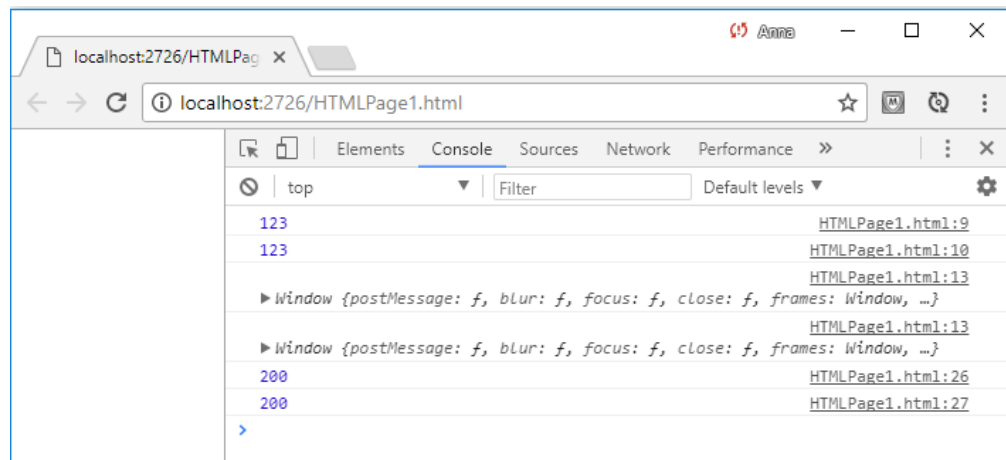 Anna
localhost:2726/HTMLPag
localhost:2726/HTMLPage1.html
Elements Console Sources Network Performance »
top ▼ Filter Default levels ▼
123 HTMLPage1.html:9
123 HTMLPage1.html:10
HTMLPage1.html:13
▶Window {postMessage: ƒ, blur: ƒ, focus: ƒ, close: ƒ, frames: Window, …}
HTMLPage1.html:13
▶Window {postMessage: ƒ, blur: ƒ, focus: ƒ, close: ƒ, frames: Window, …}
200 HTMLPage1.html:26
200 HTMLPage1.html:27
>